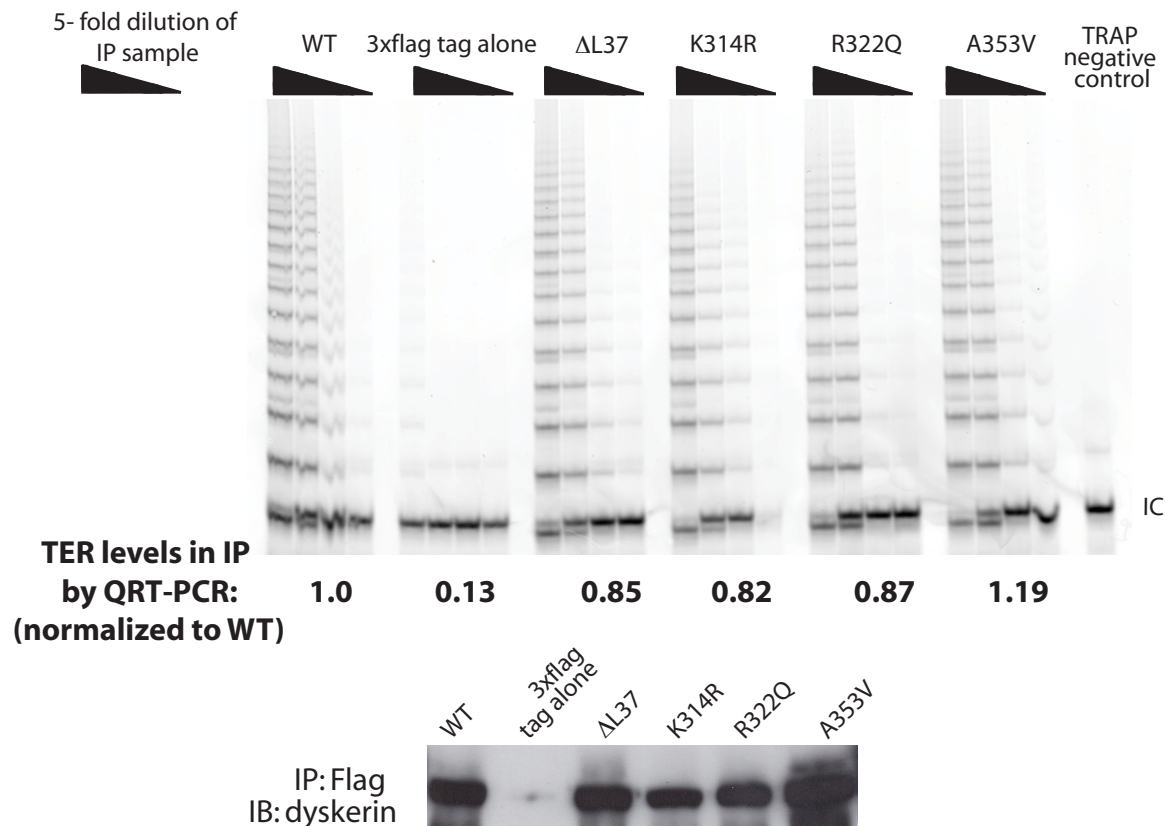 5- fold dilution of
IP sample
WT
3xflag tag alone
ΔL37
K314R
R322Q
A353V
TRAP
negative
control
IC
TER levels in IP
by QRT-PCR:
(normalized to WT)
1.0
0.13
0.85
0.82
0.87
1.19
WT
3xflag
tag alone
ΔL37
K314R
R322Q
A353V
IP: Flag
IB: dyskerin